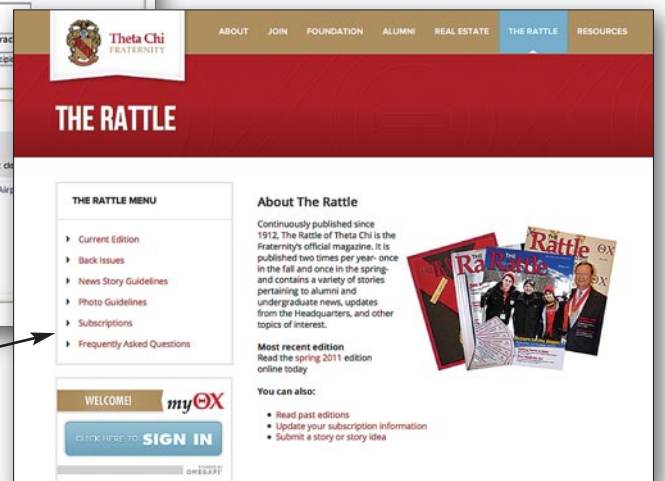 Theta Chi
FRATERNITY
ABOUT
JOIN
FOUNDATION
ALUMNI
REAL ESTATE
THE RATTLE
RESOURCES
THE RATTLE
THE RATTLE MENU
Current Edition
Back Issues
News Story Guidelines
Photo Guidelines
Subscriptions
Frequently Asked Questions
WELCOME!
myΘX
CLICK HERE TO SIGN IN
POWERED BY
OMEGAFI
About The Rattle
Continuously published since
1912, The Rattle of Theta Chi is the
Fraternity's official magazine. It is
published two times per year- once
in the fall and once in the spring-
and contains a variety of stories
pertaining to alumni and
undergraduate news, updates
from the Headquarters, and other
topics of interest.
Most recent edition
Read the spring 2011 edition
online today
You can also:
• Read past editions
• Update your subscription information
• Submit a story or story idea
THE
Rattle
ΘX
THE
Rattle